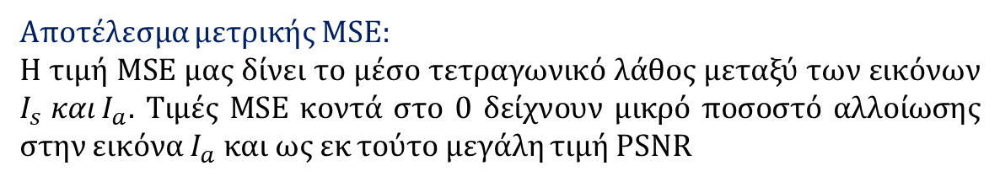 Αποτέλεσμα μετρικής MSE:
Η τιμή MSE μας δίνει το μέσο τετραγωνικό λάθος μεταξύ των εικόνων
I_s και I_a. Τιμές MSE κοντά στο 0 δείχνουν μικρό ποσοστό αλλοίωσης
στην εικόνα I_a και ως εκ τούτο μεγάλη τιμή PSNR